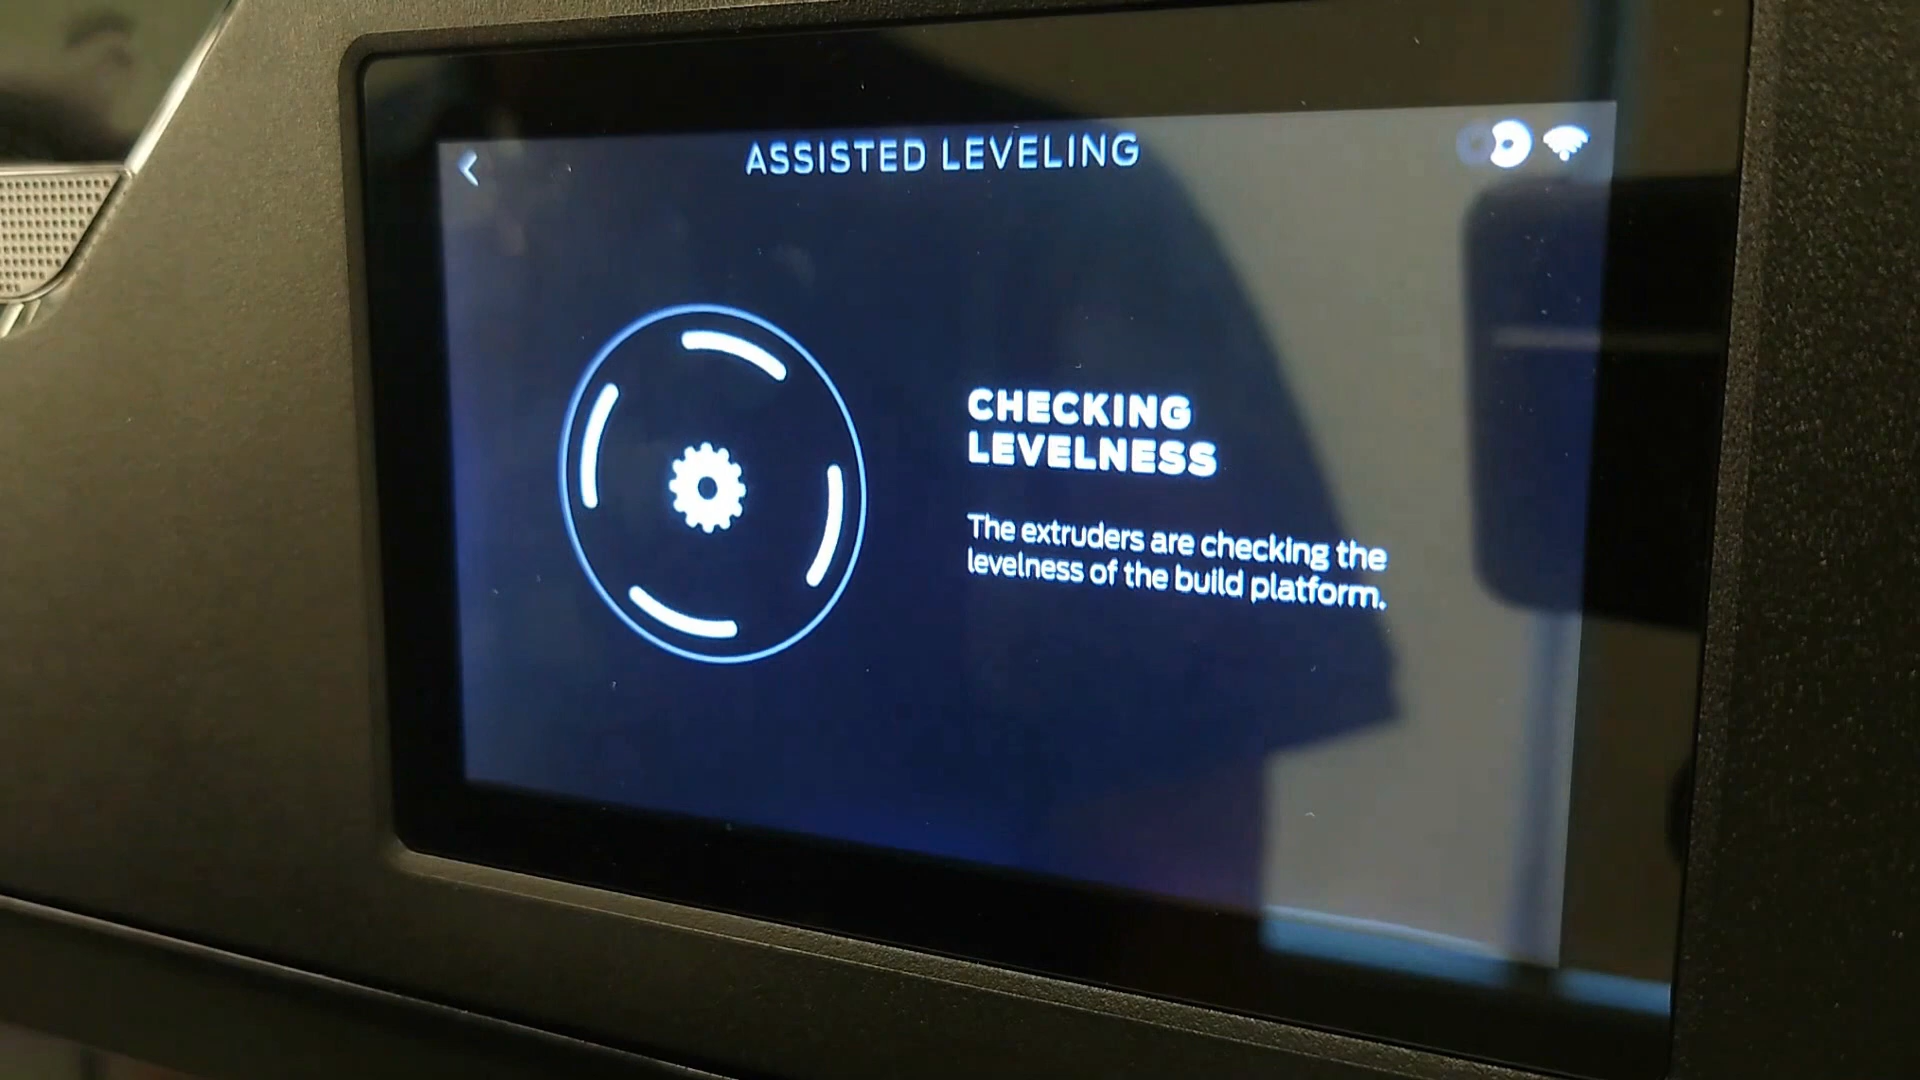 ASSISTED LEVELING
CHECKING
LEVELNESS
The extruders are checking the
levelness of the build platform.